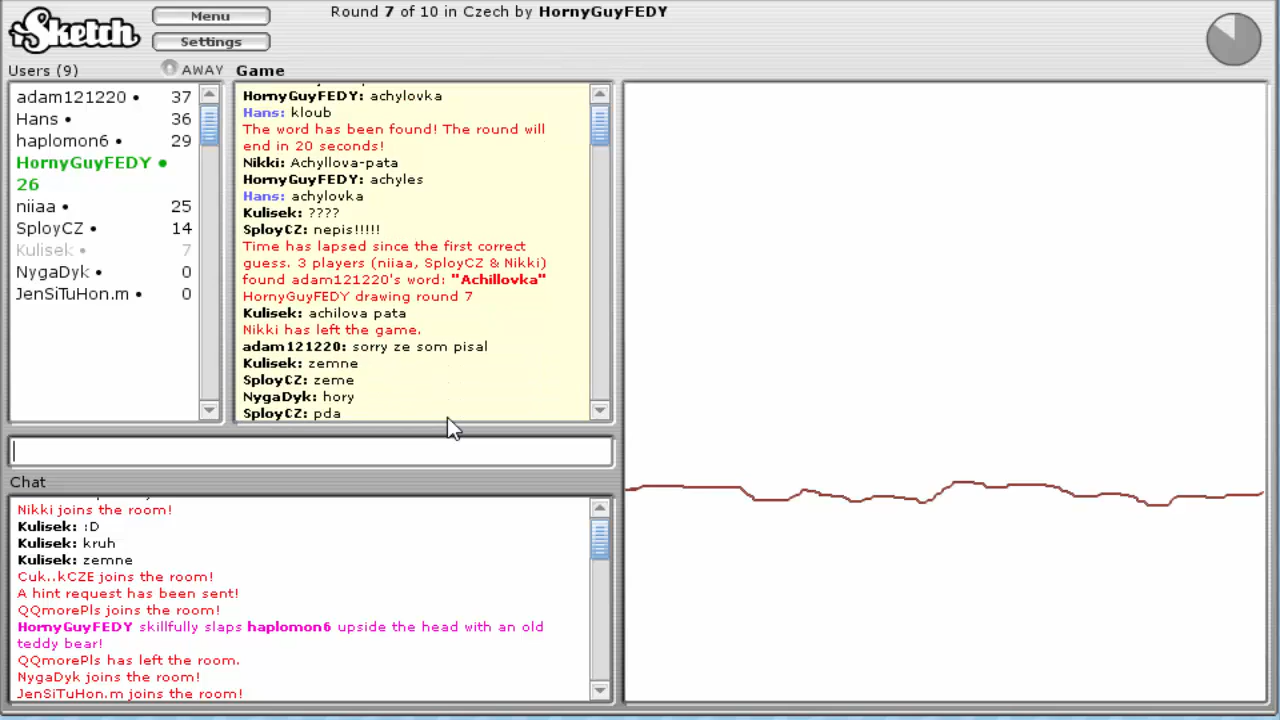 iSketch
Menu
Settings
Round 7 of 10 in Czech by HornyGuyFEDY
Users (9)
AWAY
adam121220 • 37
Hans • 36
haplomon6 • 29
HornyGuyFEDY •
26
niiaa • 25
SployCZ • 14
Kulisek • 7
NygaDyk • 0
JenSiTuHon.m • 0
Game
HornyGuyFEDY: achylovka
Hans: kloub
The word has been found! The round will
end in 20 seconds!
Nikki: Achyllova-pata
HornyGuyFEDY: achyles
Hans: achylovka
Kulisek: ????
SployCZ: nepis!!!!!
Time has lapsed since the first correct
guess. 3 players (niiaa, SployCZ & Nikki)
found adam121220's word: "Achillovka"
HornyGuyFEDY drawing round 7
Kulisek: achilova pata
Nikki has left the game.
adam121220: sorry ze som pisal
Kulisek: zemne
SployCZ: zeme
NygaDyk: hory
SployCZ: pda
Chat
Nikki joins the room!
Kulisek: :D
Kulisek: kruh
Kulisek: zemne
Cuk..kCZE joins the room!
A hint request has been sent!
QQmorePls joins the room!
HornyGuyFEDY skillfully slaps haplomon6 upside the head with an old
teddy bear!
QQmorePls has left the room.
NygaDyk joins the room!
JenSiTuHon.m joins the room!